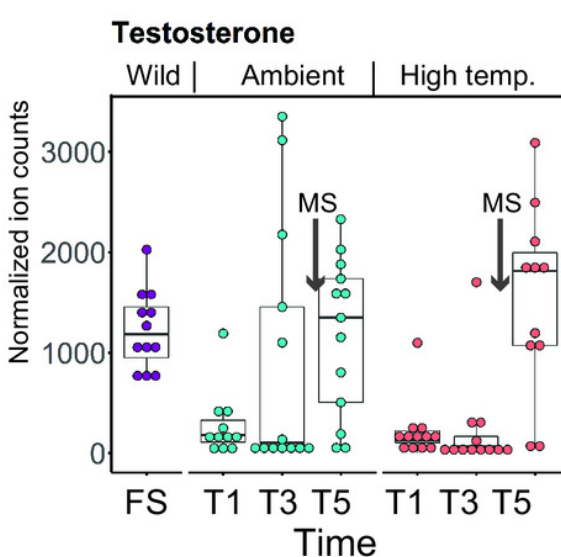 Testosterone
Wild | Ambient | High temp.
Normalized ion counts
3000
2000
1000
0
MS
MS
FS T1 T3 T5 T1 T3 T5
Time